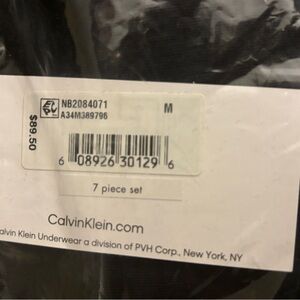 NB2084071
M
A34M389796
$89.50
6 08926 30129 6
7 piece set
CalvinKlein.com
alvin Klein Underwear a division of PVH Corp., New York, NY